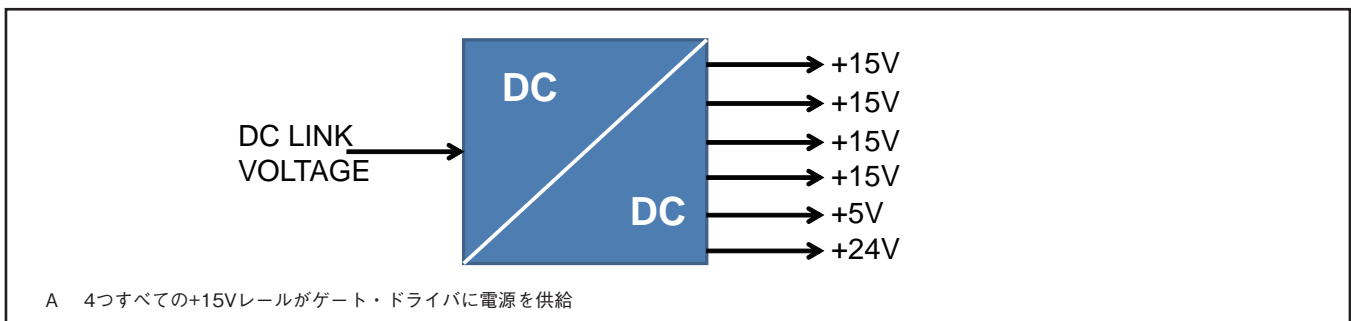 DC
DC LINK
VOLTAGE
DC
+15V
+15V
+15V
+15V
+5V
+24V
A 4つすべての+15Vレールがゲート・ドライバに電源を供給